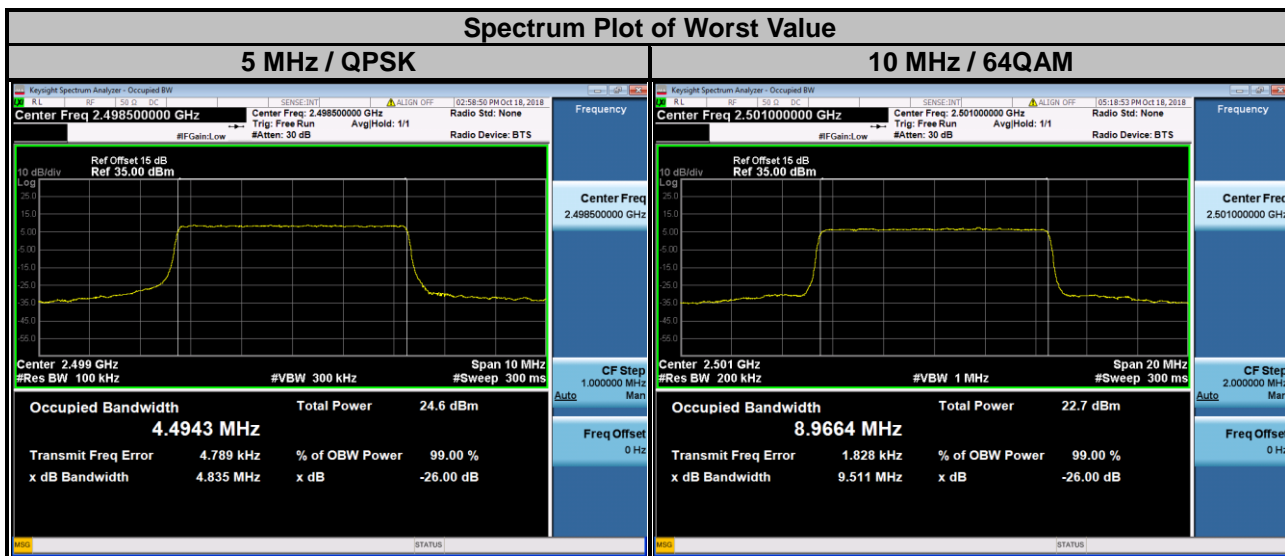 Spectrum Plot of Worst Value
5 MHz / QPSK
10 MHz / 64QAM
Keysight Spectrum Analyzer - Occupied BW
RL RF 50 Ω DC SENSE:INT ALIGN OFF 02:58:50 PM Oct 18, 2018
Center Freq 2.498500000 GHz
Center Freq: 2.498500000 GHz Radio Std: None
Trig: Free Run Avg|Hold: 1/1
#IFGain:Low #Atten: 30 dB Radio Device: BTS
Ref Offset 15 dB
10 dB/div Ref 35.00 dBm
Log
25.0
15.0
5.00
-5.00
-15.0
-25.0
-35.0
-45.0
-55.0
Center 2.499 GHz Span 10 MHz
#Res BW 100 kHz #VBW 300 kHz #Sweep 300 ms
Occupied Bandwidth Total Power 24.6 dBm
4.4943 MHz
Transmit Freq Error 4.789 kHz % of OBW Power 99.00 %
x dB Bandwidth 4.835 MHz x dB -26.00 dB
MSG STATUS
Frequency
Center Freq
2.498500000 GHz
CF Step
1.000000 MHz
Auto Man
Freq Offset
0 Hz
Keysight Spectrum Analyzer - Occupied BW
RL RF 50 Ω DC SENSE:INT ALIGN OFF 05:18:53 PM Oct 18, 2018
Center Freq 2.501000000 GHz
Center Freq: 2.501000000 GHz Radio Std: None
Trig: Free Run Avg|Hold: 1/1
#IFGain:Low #Atten: 30 dB Radio Device: BTS
Ref Offset 15 dB
10 dB/div Ref 35.00 dBm
Log
25.0
15.0
5.00
-5.00
-15.0
-25.0
-35.0
-45.0
-55.0
Center 2.501 GHz Span 20 MHz
#Res BW 200 kHz #VBW 1 MHz #Sweep 300 ms
Occupied Bandwidth Total Power 22.7 dBm
8.9664 MHz
Transmit Freq Error 1.828 kHz % of OBW Power 99.00 %
x dB Bandwidth 9.511 MHz x dB -26.00 dB
MSG STATUS
Frequency
Center Freq
2.501000000 GHz
CF Step
2.000000 MHz
Auto Man
Freq Offset
0 Hz